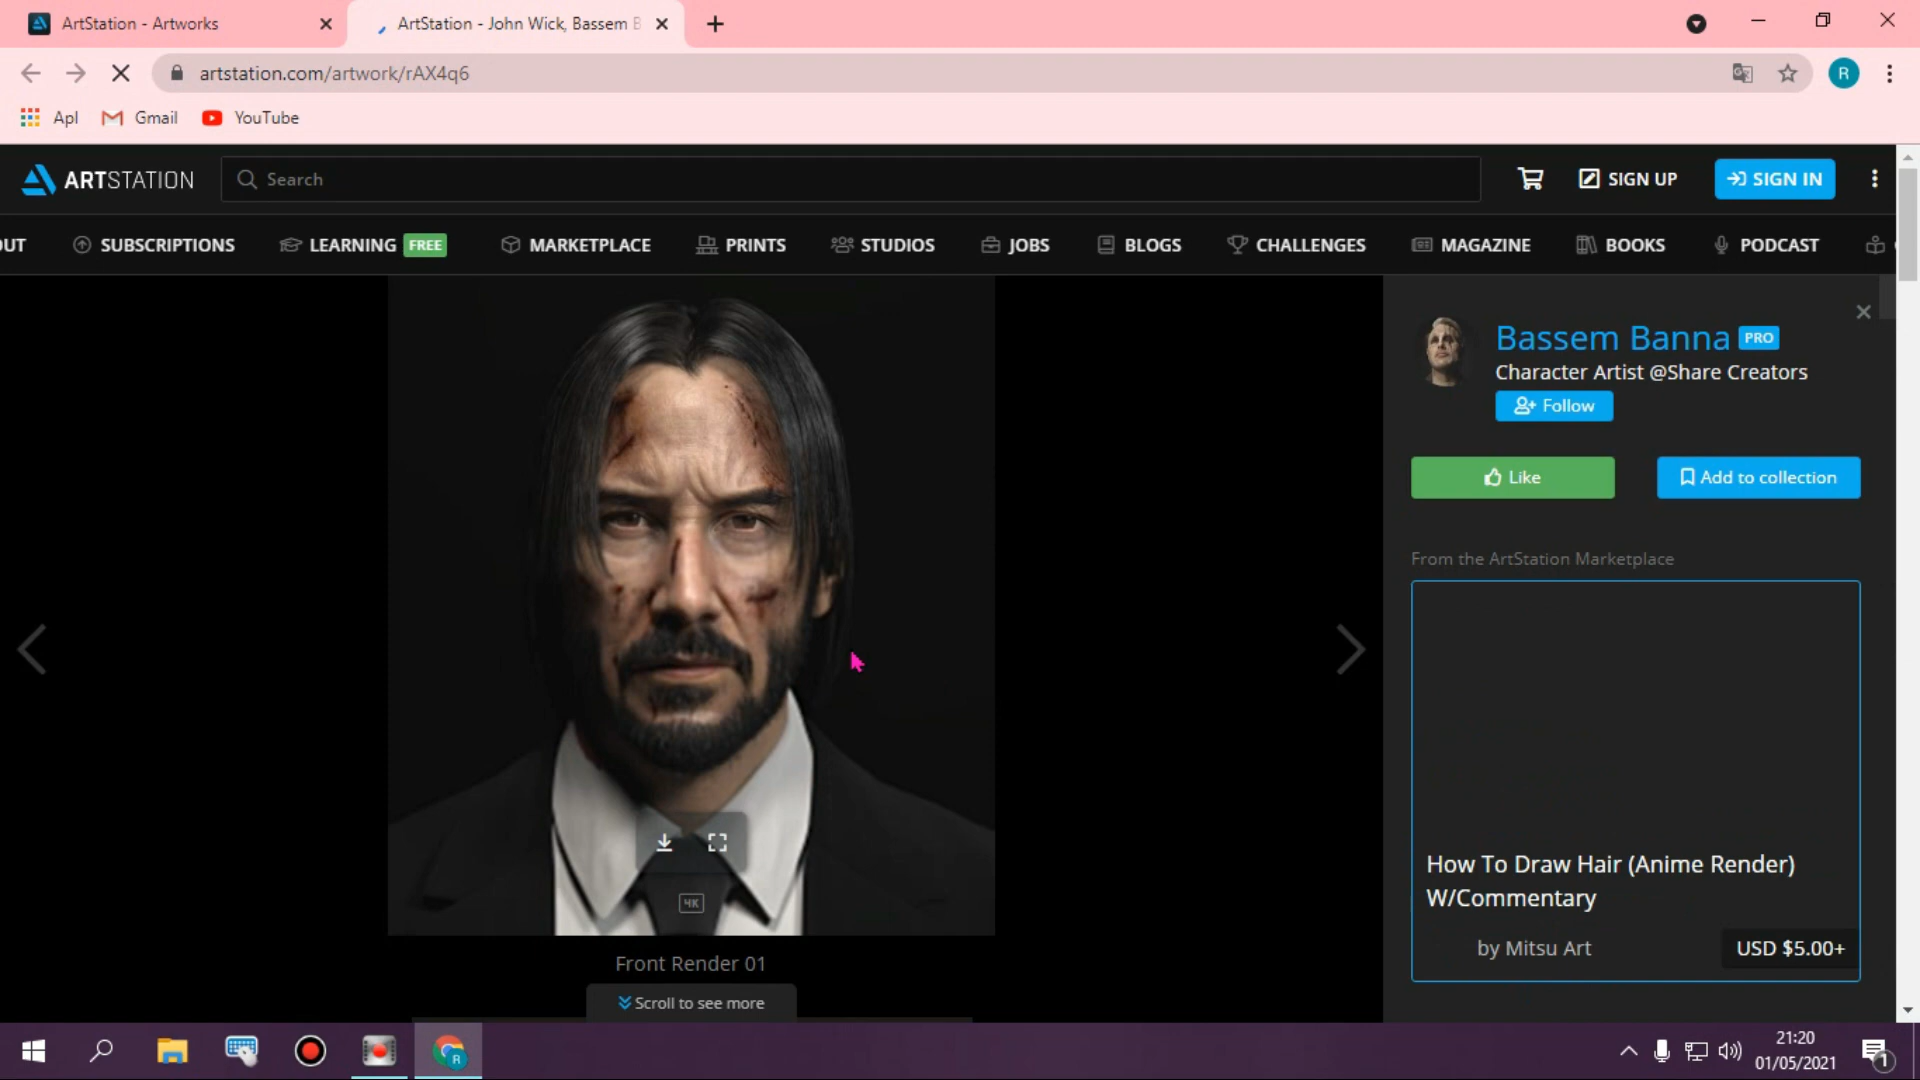 ArtStation - Artworks
ArtStation - John Wick, Bassem B
artstation.com/artwork/rAX4q6
R
Apl
Gmail
YouTube
ARTSTATION
Search
SIGN UP
SIGN IN
OUT
SUBSCRIPTIONS
LEARNING FREE
MARKETPLACE
PRINTS
STUDIOS
JOBS
BLOGS
CHALLENGES
MAGAZINE
BOOKS
PODCAST
Bassem Banna PRO
Character Artist @Share Creators
Follow
Like
Add to collection
From the ArtStation Marketplace
How To Draw Hair (Anime Render)
W/Commentary
by Mitsu Art
USD $5.00+
4K
Front Render 01
Scroll to see more
R
21:20
01/05/2021
1